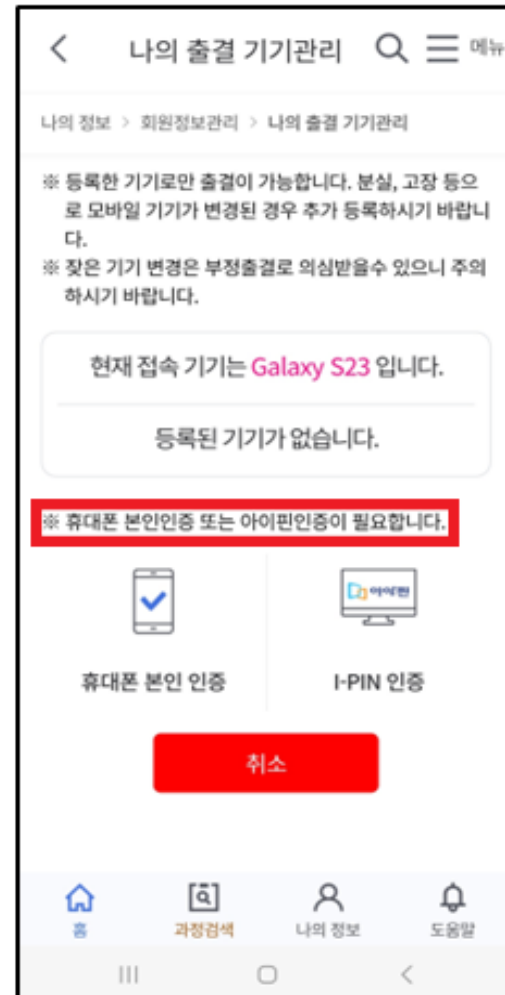 나의 출결 기기관리
메뉴
나의 정보 > 회원정보관리 > 나의 출결 기기관리
※ 등록한 기기로만 출결이 가능합니다. 분실, 고장 등으
로 모바일 기기가 변경된 경우 추가 등록하시기 바랍니
다.
※ 잦은 기기 변경은 부정출결로 의심받을수 있으니 주의
하시기 바랍니다.
현재 접속 기기는 Galaxy S23 입니다.
등록된 기기가 없습니다.
※ 휴대폰 본인인증 또는 아이핀인증이 필요합니다.
아이핀
휴대폰 본인 인증
I-PIN 인증
취소
홈
과정검색
나의 정보
도움말